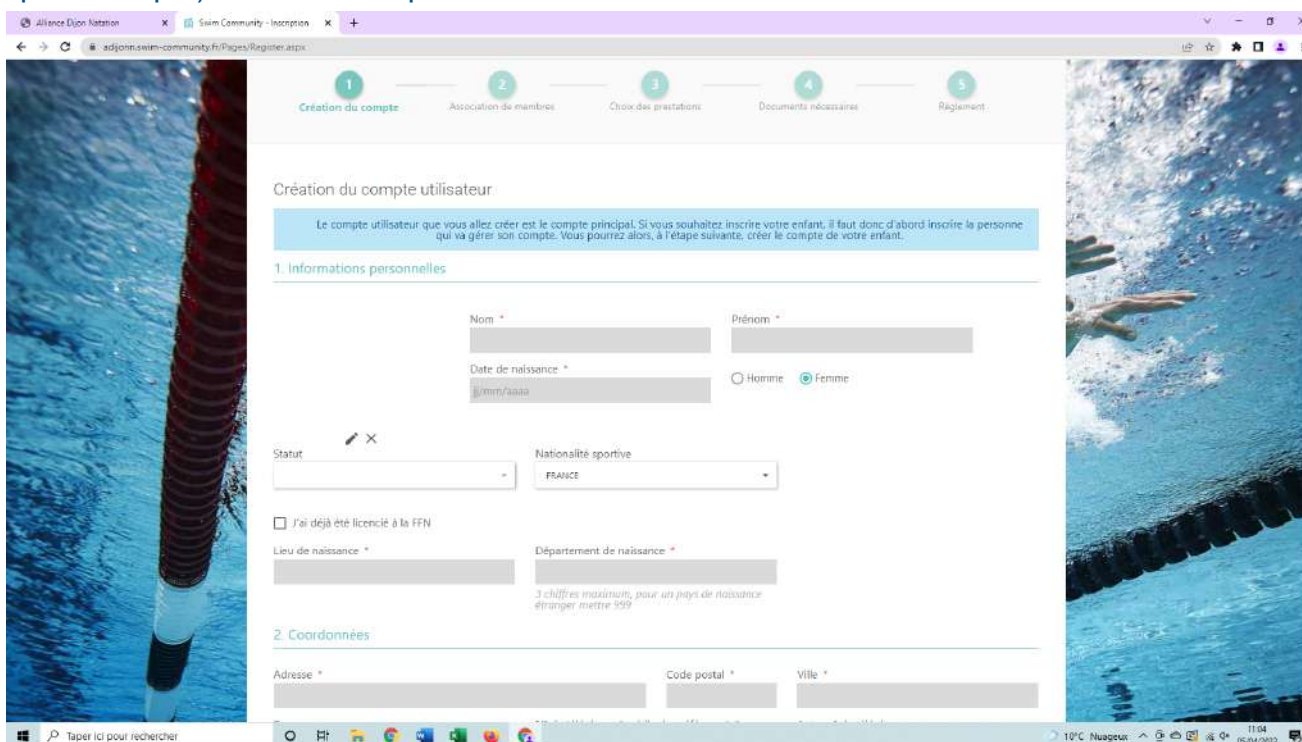 Alliance Dijon Natation
Swim Community - Inscription
adijonn.swim-community.fr/Pages/Register.aspx
1 2 3 4 5
Création du compte Association de membres Choix des prestations Documents nécessaires Règlement
Création du compte utilisateur
Le compte utilisateur que vous allez créer est le compte principal. Si vous souhaitez inscrire votre enfant, il faut donc d'abord inscrire la personne
qui va gérer son compte. Vous pourrez alors, à l'étape suivante, créer le compte de votre enfant.
1. Informations personnelles
Nom * Prénom *
Date de naissance *
jj/mm/aaaa
Homme Femme
Statut Nationalité sportive
FRANCE
J'ai déjà été licencié à la FFN
Lieu de naissance * Département de naissance *
3 chiffres maximum, pour un pays de naissance
étranger mettre 999
2. Coordonnées
Adresse * Code postal * Ville *
Taper ici pour rechercher
10°C Nuageux
11:04
05/04/2022